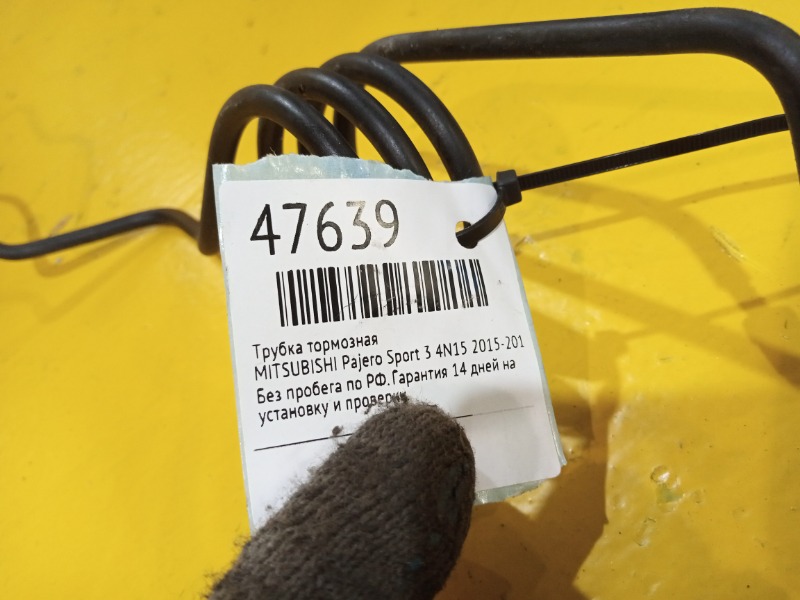 47639
Трубка тормозная
MITSUBISHI Pajero Sport 3 4N15 2015-201
Без пробега по РФ.Гарантия 14 дней на
установку и проверку